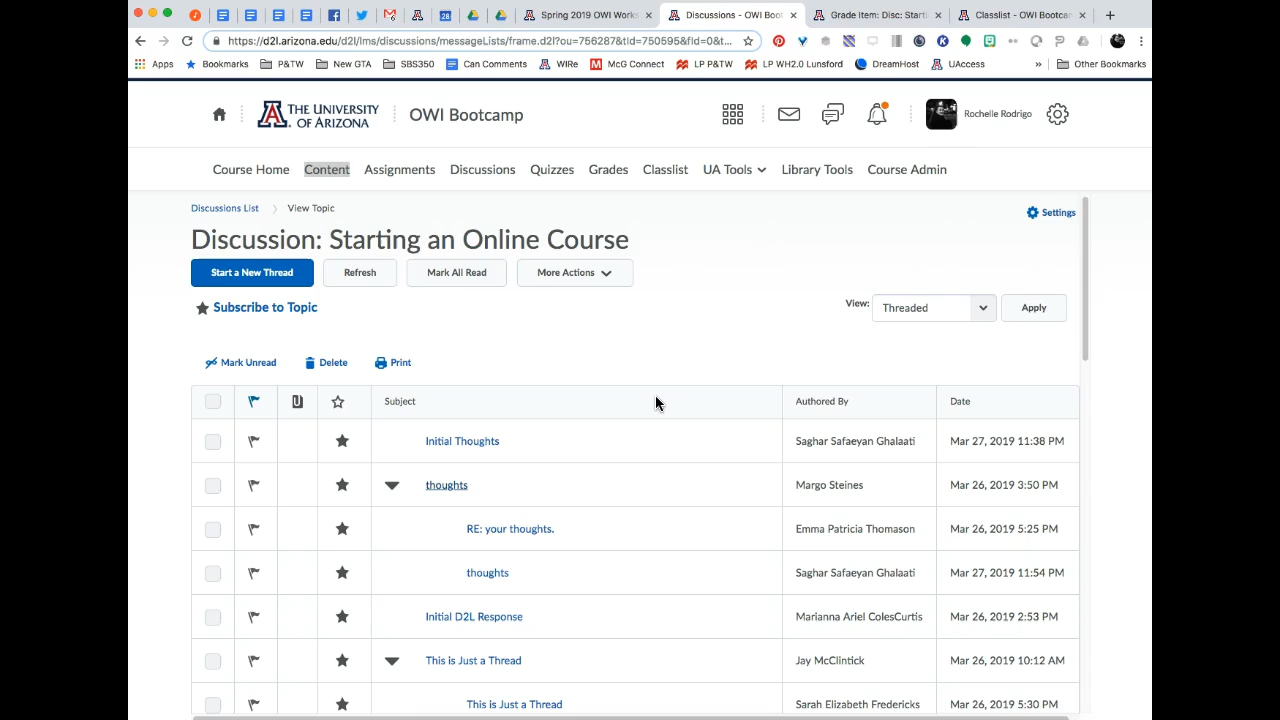 Spring 2019 OWI Works
Discussions - OWI Boot
Grade Item: Disc: Starti
Classlist - OWI Bootcam
https://d2l.arizona.edu/d2l/lms/discussions/messageLists/frame.d2l?ou=756287&tId=750595&fId=0&t...
Apps
Bookmarks
P&TW
New GTA
SBS350
Can Comments
WIRe
McG Connect
LP P&TW
LP WH2.0 Lunsford
DreamHost
UAccess
»
Other Bookmarks
THE UNIVERSITY
OF ARIZONA
OWI Bootcamp
Rochelle Rodrigo
Course Home
Content
Assignments
Discussions
Quizzes
Grades
Classlist
UA Tools
Library Tools
Course Admin
Discussions List
View Topic
Settings
Discussion: Starting an Online Course
Start a New Thread
Refresh
Mark All Read
More Actions
Subscribe to Topic
View:
Threaded
Apply
Mark Unread
Delete
Print
Subject
Authored By
Date
Initial Thoughts
Saghar Safaeyan Ghalaati
Mar 27, 2019 11:38 PM
thoughts
Margo Steines
Mar 26, 2019 3:50 PM
RE: your thoughts.
Emma Patricia Thomason
Mar 26, 2019 5:25 PM
thoughts
Saghar Safaeyan Ghalaati
Mar 27, 2019 11:54 PM
Initial D2L Response
Marianna Ariel ColesCurtis
Mar 26, 2019 2:53 PM
This is Just a Thread
Jay McClintick
Mar 26, 2019 10:12 AM
This is Just a Thread
Sarah Elizabeth Fredericks
Mar 26, 2019 5:30 PM